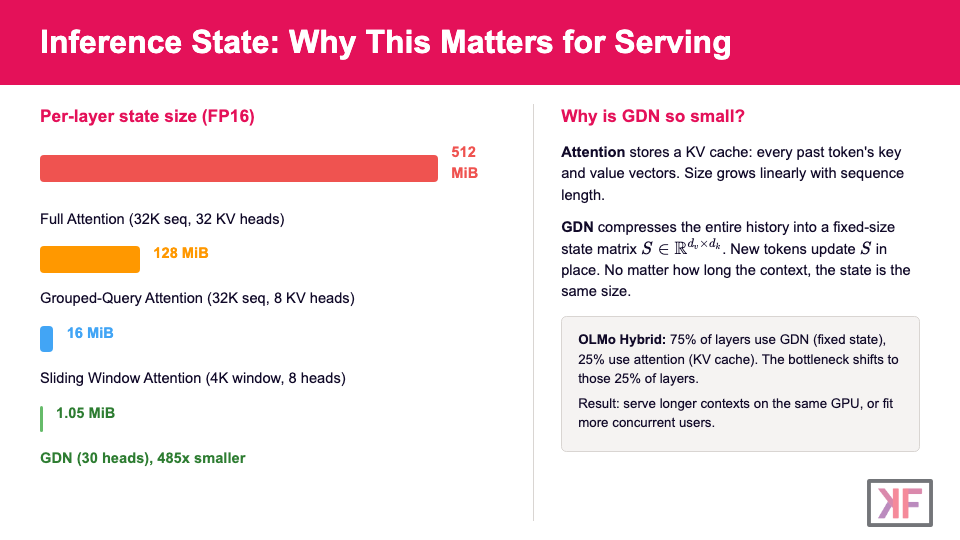 Inference State: Why This Matters for Serving
Per-layer state size (FP16)
512
MiB
Full Attention (32K seq, 32 KV heads)
128 MiB
Grouped-Query Attention (32K seq, 8 KV heads)
16 MiB
Sliding Window Attention (4K window, 8 heads)
1.05 MiB
GDN (30 heads), 485x smaller
Why is GDN so small?
Attention stores a KV cache: every past token's key
and value vectors. Size grows linearly with sequence
length.
GDN compresses the entire history into a fixed-size
state matrix S ∈ ℝ^{d_v × d_k}. New tokens update S in
place. No matter how long the context, the state is the
same size.
OLMo Hybrid: 75% of layers use GDN (fixed state),
25% use attention (KV cache). The bottleneck shifts to
those 25% of layers.
Result: serve longer contexts on the same GPU, or fit
more concurrent users.
KF